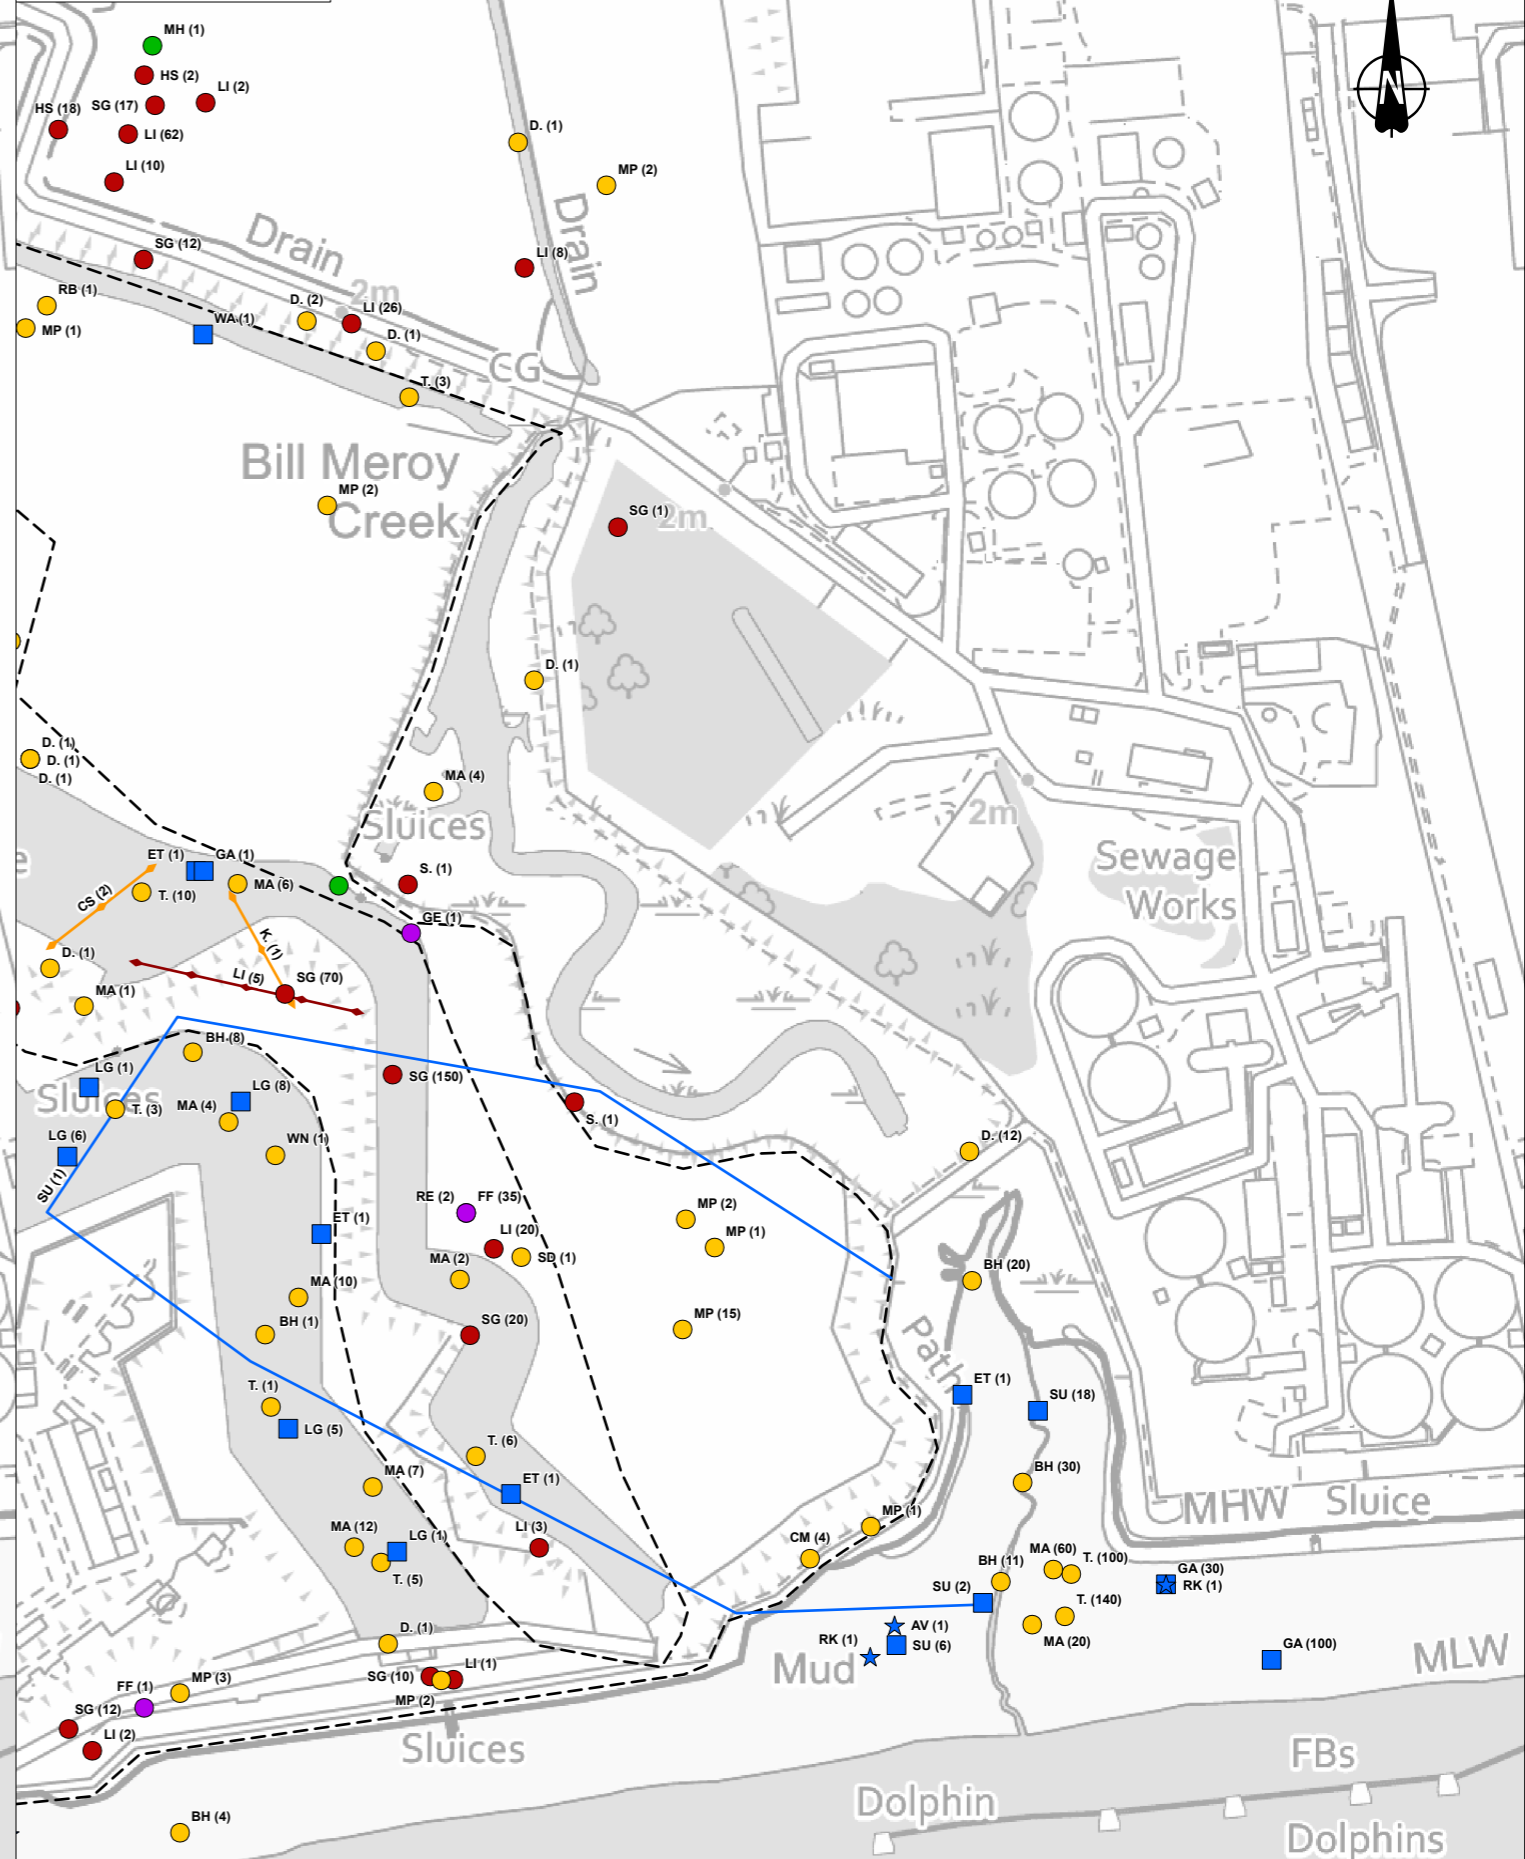 MH (1)
HS (2)
LI (2)
HS (18)
SG (17)
LI (62)
LI (10)
N
D. (1)
MP (2)
Drain
Drain
SG (12)
LI (8)
RB (1)
MP (1)
WA (1)
D. (2)
2m
LI (26)
D. (1)
CG
T. (3)
Bill Meroy
Creek
MP (2)
SG (1)
2m
D. (1)
D. (1)
D. (1)
D. (1)
MA (4)
Sluices
2m
Sewage
Works
e
ET (1)
GA (1)
CS (2)
T. (10)
MA (6)
S. (1)
GE (1)
K. (1)
D. (1)
LI (5)
SG (70)
MA (1)
BH (8)
LG (1)
Sluices
T. (3)
LG (8)
MA (4)
SG (150)
S. (1)
LG (6)
WN (1)
SU (1)
D. (12)
RE (2)
FF (35)
MP (2)
MP (1)
ET (1)
LI (20)
SD (1)
MA (2)
BH (20)
MA (10)
BH (1)
SG (20)
MP (15)
Path
ET (1)
SU (18)
T. (1)
LG (5)
T. (6)
MA (7)
ET (1)
BH (30)
MHW
Sluice
MP (1)
MA (12)
LG (1)
T. (5)
LI (3)
CM (4)
MA (60)
T. (100)
BH (11)
GA (30)
RK (1)
SU (2)
T. (140)
MA (20)
AV (1)
RK (1)
SU (6)
D. (1)
Mud
GA (100)
MLW
SG (10)
LI (1)
MP (2)
MP (3)
FF (1)
SG (12)
LI (2)
Sluices
FBs
Dolphin
Dolphins
BH (4)